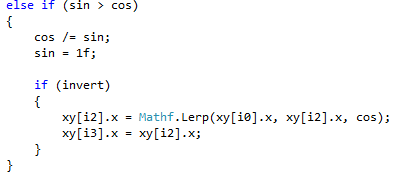 else if (sin > cos)
{
    cos /= sin;
    sin = 1f;

    if (invert)
    {
        xy[i2].x = Mathf.Lerp(xy[i0].x, xy[i2].x, cos);
        xy[i3].x = xy[i2].x;
    }
}